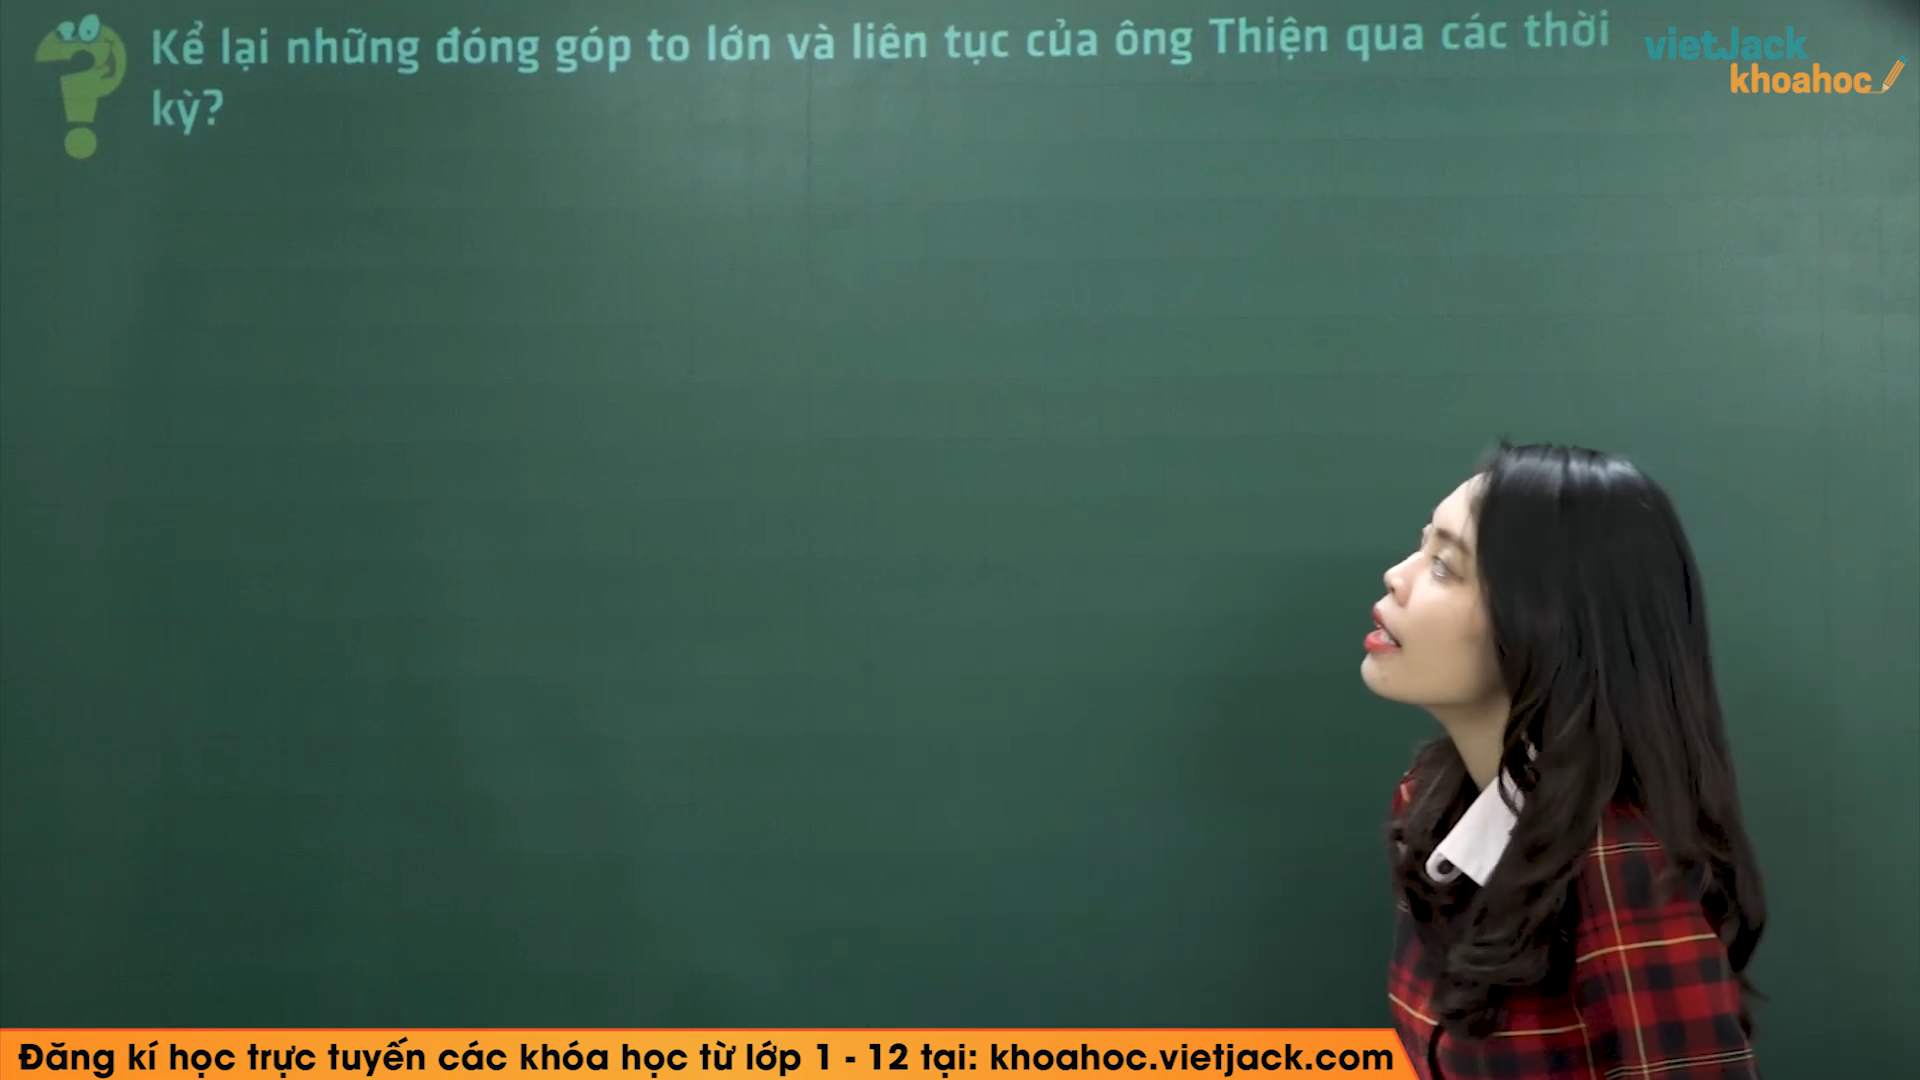 Kể lại những đóng góp to lớn và liên tục của ông Thiện qua các thời
kỳ?
vietJack
khoahoc
Đăng kí học trực tuyến các khóa học từ lớp 1 - 12 tại: khoahoc.vietjack.com